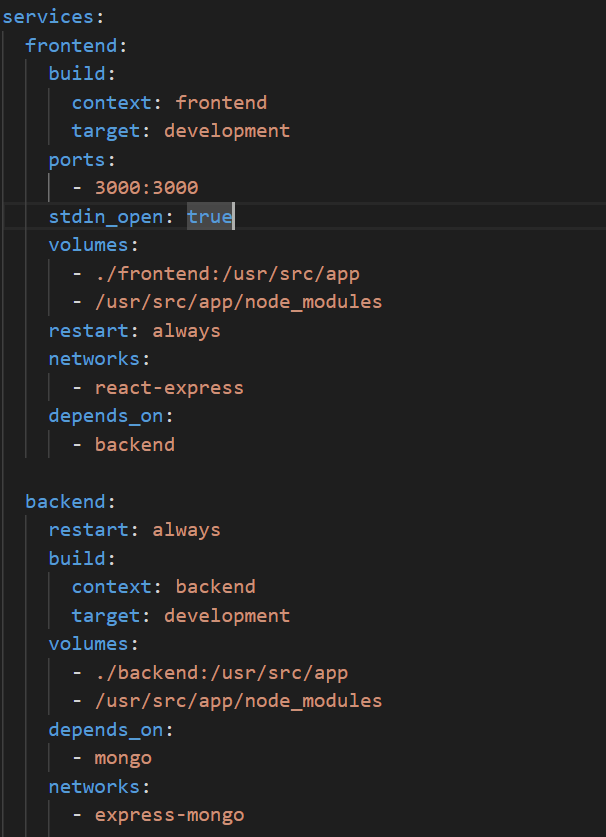 services:
  frontend:
    build:
      context: frontend
      target: development
    ports:
      - 3000:3000
    stdin_open: true
    volumes:
      - ./frontend:/usr/src/app
      - /usr/src/app/node_modules
    restart: always
    networks:
      - react-express
    depends_on:
      - backend

  backend:
    restart: always
    build:
      context: backend
      target: development
    volumes:
      - ./backend:/usr/src/app
      - /usr/src/app/node_modules
    depends_on:
      - mongo
    networks:
      - express-mongo